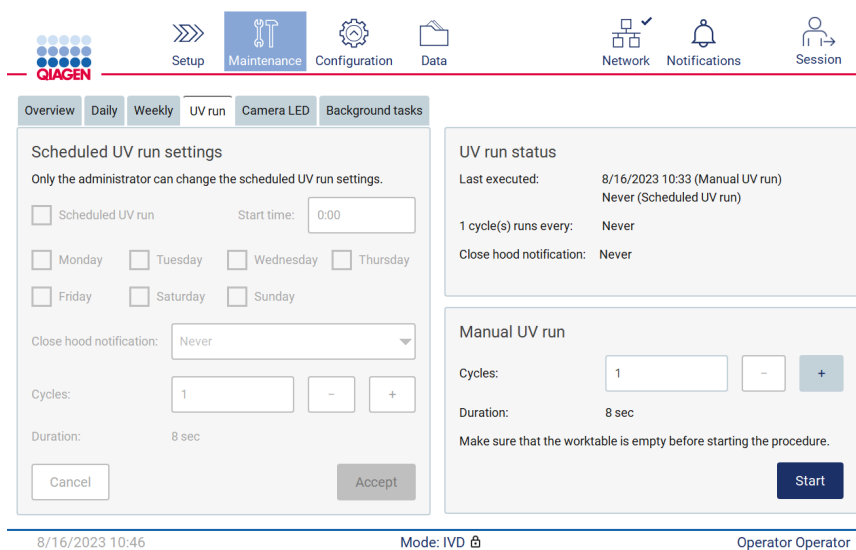 QIAGEN
Setup
Maintenance
Configuration
Data
Network
Notifications
Session
Overview
Daily
Weekly
UV run
Camera LED
Background tasks
Scheduled UV run settings
Only the administrator can change the scheduled UV run settings.
Scheduled UV run
Start time:
0:00
Monday
Tuesday
Wednesday
Thursday
Friday
Saturday
Sunday
Close hood notification:
Never
Cycles:
1
−
+
Duration:
8 sec
Cancel
Accept
UV run status
Last executed:
8/16/2023 10:33 (Manual UV run)
Never (Scheduled UV run)
1 cycle(s) runs every:
Never
Close hood notification:
Never
Manual UV run
Cycles:
1
−
+
Duration:
8 sec
Make sure that the worktable is empty before starting the procedure.
Start
8/16/2023 10:46
Mode: IVD
Operator Operator